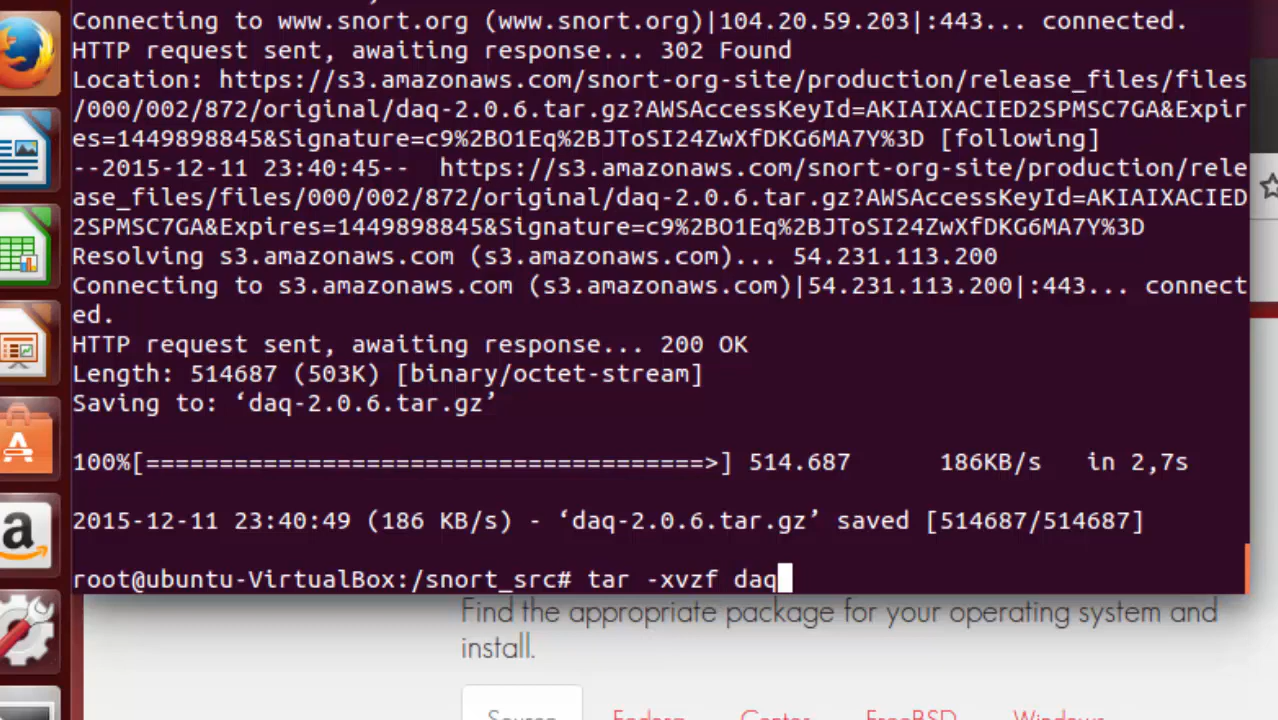 Connecting to www.snort.org (www.snort.org)|104.20.59.203|:443... connected.
HTTP request sent, awaiting response... 302 Found
Location: https://s3.amazonaws.com/snort-org-site/production/release_files/files
/000/002/872/original/daq-2.0.6.tar.gz?AWSAccessKeyId=AKIAIXACIED2SPMSC7GA&Expir
es=1449898845&Signature=c9%2BO1Eq%2BJToSI24ZwXfDKG6MA7Y%3D [following]
--2015-12-11 23:40:45--  https://s3.amazonaws.com/snort-org-site/production/rele
ase_files/files/000/002/872/original/daq-2.0.6.tar.gz?AWSAccessKeyId=AKIAIXACIED
2SPMSC7GA&Expires=1449898845&Signature=c9%2BO1Eq%2BJToSI24ZwXfDKG6MA7Y%3D
Resolving s3.amazonaws.com (s3.amazonaws.com)... 54.231.113.200
Connecting to s3.amazonaws.com (s3.amazonaws.com)|54.231.113.200|:443... connect
ed.
HTTP request sent, awaiting response... 200 OK
Length: 514687 (503K) [binary/octet-stream]
Saving to: ‘daq-2.0.6.tar.gz’
100%[======================================>] 514.687     186KB/s   in 2,7s
2015-12-11 23:40:49 (186 KB/s) - ‘daq-2.0.6.tar.gz’ saved [514687/514687]
root@ubuntu-VirtualBox:/snort_src# tar -xvzf daq
Find the appropriate package for your operating system and
install.
Source Fedora Centos FreeBSD Windows